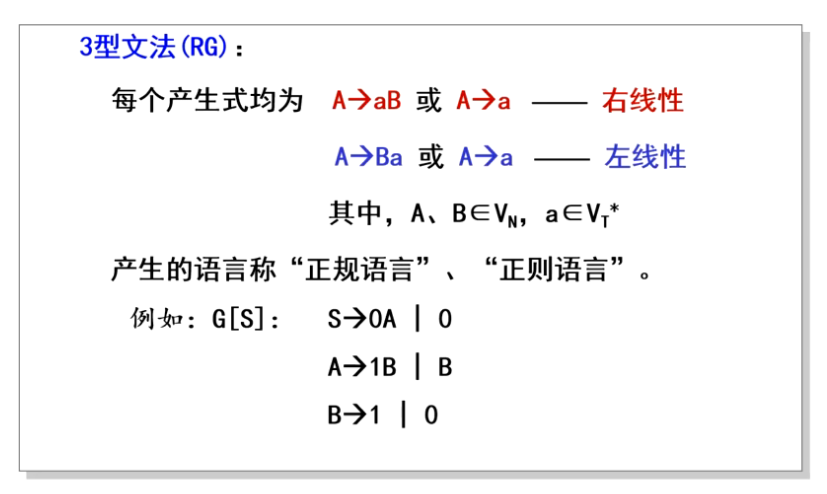 3型文法(RG)：
每个产生式均为 A→aB 或 A→a —— 右线性
A→Ba 或 A→a —— 左线性
其中，A、B∈VN，a∈VT*
产生的语言称“正规语言”、“正则语言”。
例如：G[S]： S→0A | 0
A→1B | B
B→1 | 0